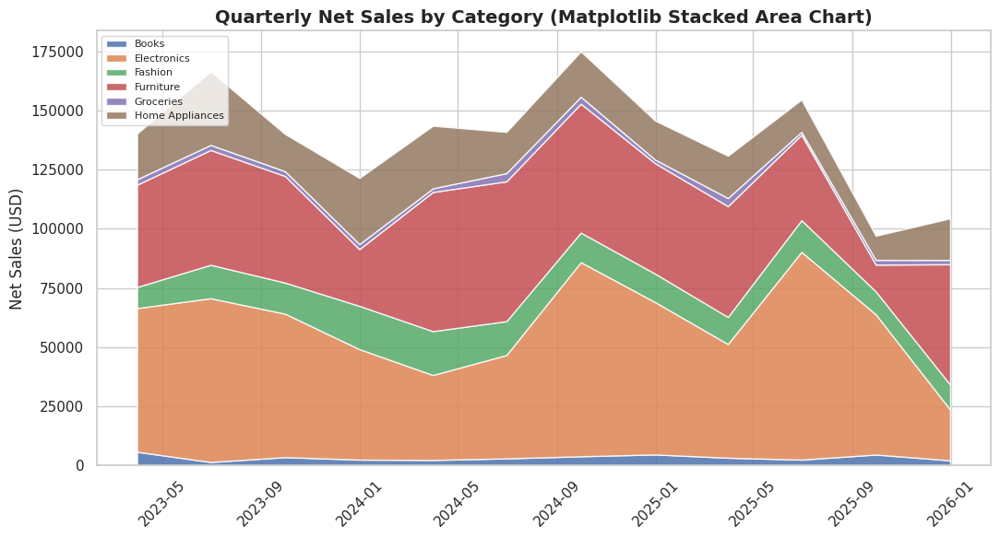 Quarterly Net Sales by Category (Matplotlib Stacked Area Chart)
Books
Electronics
Fashion
Furniture
Groceries
Home Appliances
Net Sales (USD)
175000
150000
125000
100000
75000
50000
25000
0
2023-05
2023-09
2024-01
2024-05
2024-09
2025-01
2025-05
2025-09
2026-01